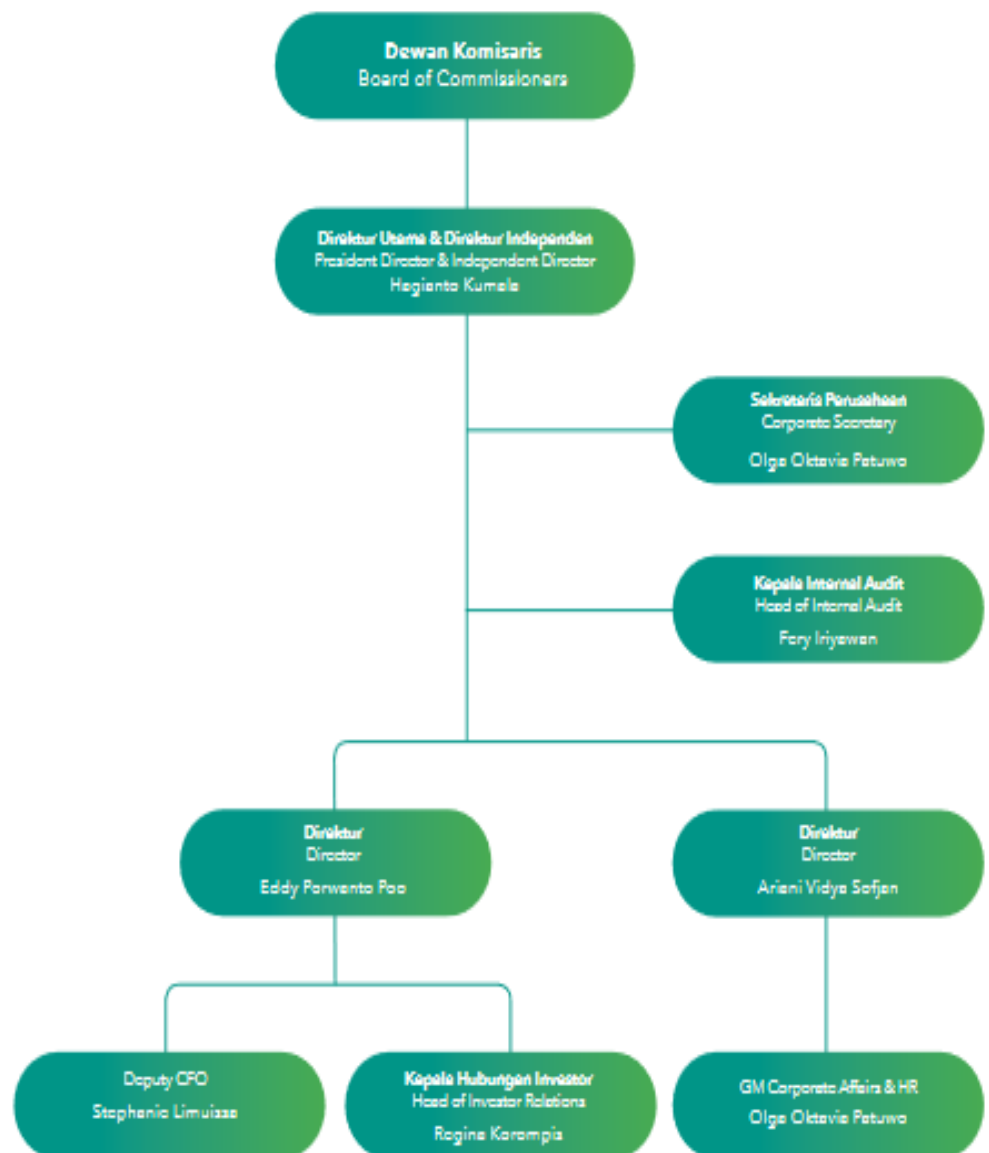 Dewan Komisaris
Board of Commissioners
Direktur Utama & Direktur Independen
President Director & Independent Director
Hagianto Kumala
Sekretaris Perusahaan
Corporate Secretary
Olga Oktavia Patuwo
Kepala Internal Audit
Head of Internal Audit
Fery Iriyawan
Direktur
Director
Eddy Porwanto Poo
Direktur
Director
Ariani Vidya Sofjan
Deputy CFO
Stephanie Limuissa
Kepala Hubungan Investor
Head of Investor Relations
Regina Korompis
GM Corporate Affairs & HR
Olga Oktavia Patuwo